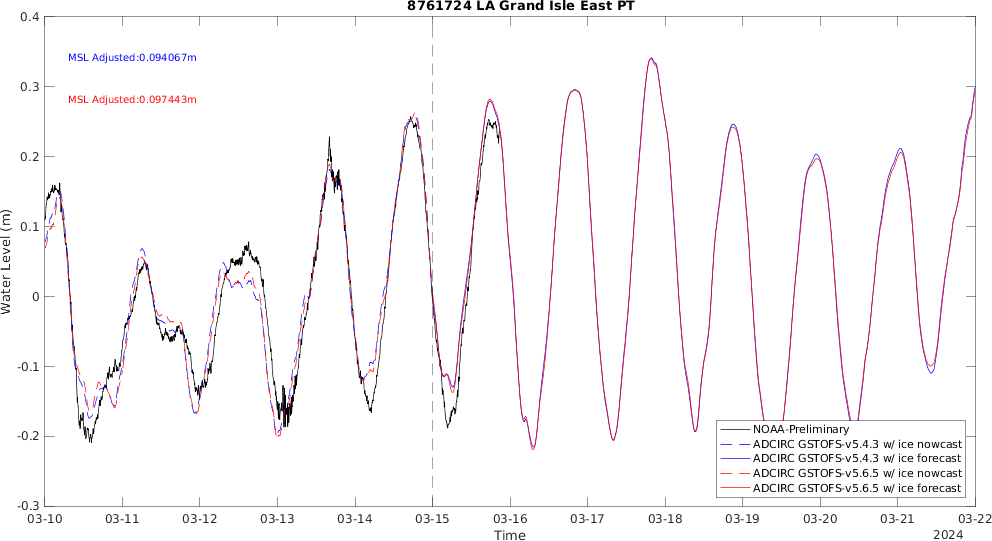 8761724 LA Grand Isle East PT
MSL Adjusted:0.094067m
MSL Adjusted:0.097443m
Water Level (m)
0.4
0.3
0.2
0.1
0
-0.1
-0.2
-0.3
NOAA-Preliminary
ADCIRC GSTOFS-v5.4.3 w/ ice nowcast
ADCIRC GSTOFS-v5.4.3 w/ ice forecast
ADCIRC GSTOFS-v5.6.5 w/ ice nowcast
ADCIRC GSTOFS-v5.6.5 w/ ice forecast
03-10 03-11 03-12 03-13 03-14 03-15 03-16 03-17 03-18 03-19 03-20 03-21 03-22
Time
2024